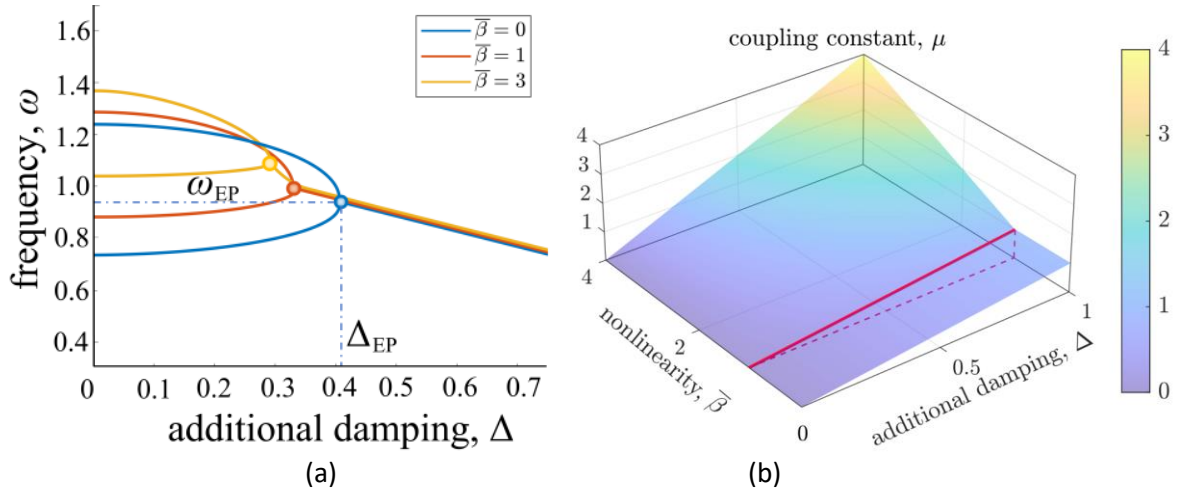 1.6
1.4
1.2
1.0
0.8
0.6
0.4
frequency, ω
0 0.1 0.2 0.3 0.4 0.5 0.6 0.7
additional damping, Δ
β̅ = 0
β̅ = 1
β̅ = 3
ω_EP
Δ_EP
(a)
coupling constant, μ
4
3
2
1
4
2
0
nonlinearity, β̅
0.5
1
additional damping, Δ
4
3
2
1
0
(b)